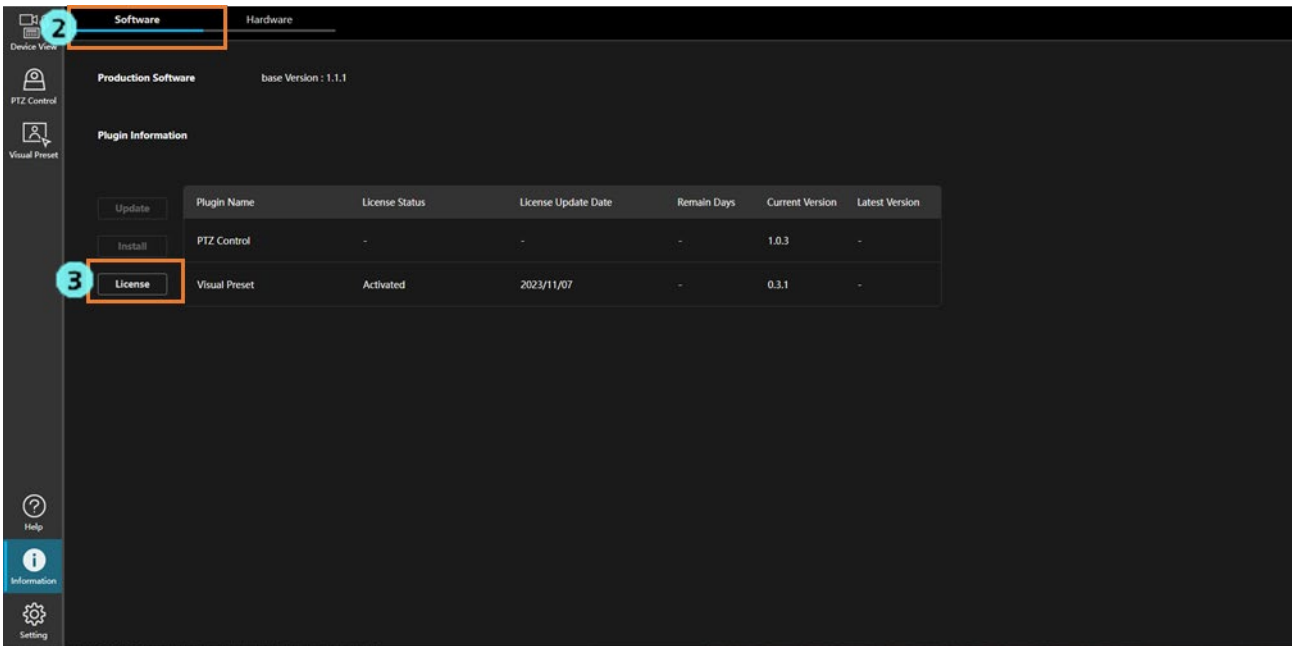 2
Software Hardware
Device View
PTZ Control
Visual Preset
Production Software base Version : 1.1.1
Plugin Information
Update
Install
3 License
Plugin Name License Status License Update Date Remain Days Current Version Latest Version
PTZ Control - - - 1.0.3 -
Visual Preset Activated 2023/11/07 - 0.3.1 -
Help
Information
Setting